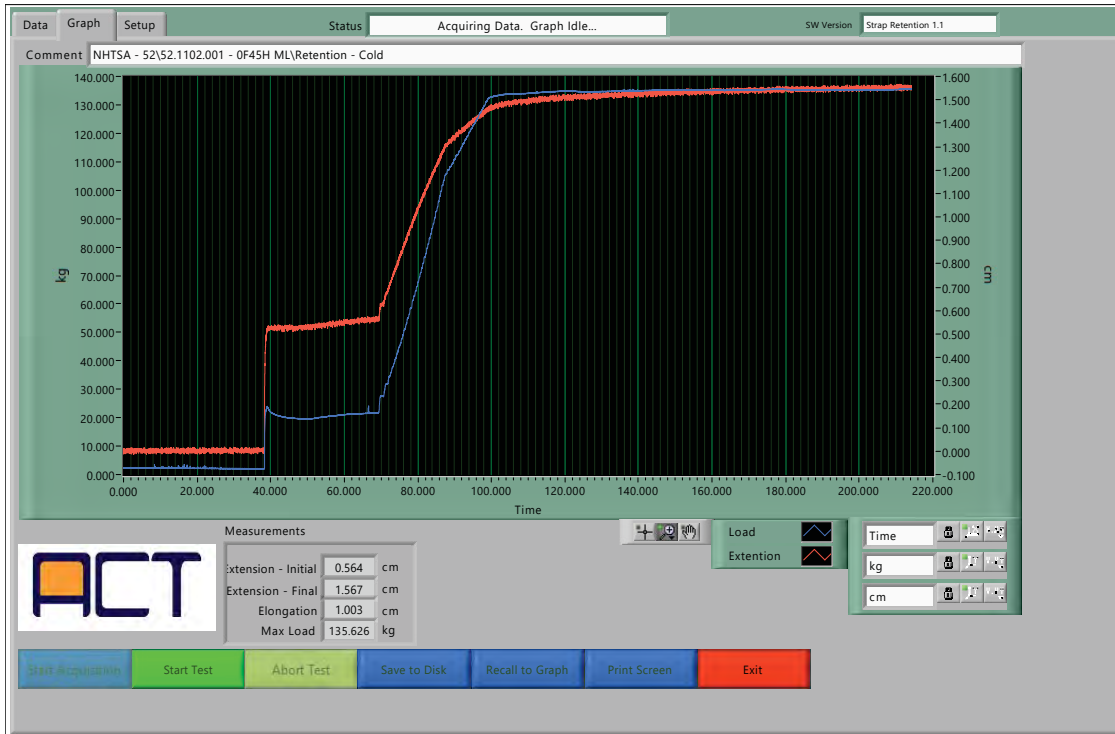 Data Graph Setup Status Acquiring Data. Graph Idle... SW Version Strap Retention 1.1
Comment NHTSA - 52\52.1102.001 - 0F45H ML\Retention - Cold
140.000
130.000
120.000
110.000
100.000
90.000
80.000
70.000
60.000
50.000
40.000
30.000
20.000
10.000
0.000
kg
1.600
1.500
1.400
1.300
1.200
1.100
1.000
0.900
0.800
0.700
0.600
0.500
0.400
0.300
0.200
0.100
0.000
-0.100
cm
0.000 20.000 40.000 60.000 80.000 100.000 120.000 140.000 160.000 180.000 200.000 220.000
Time
Load
Extention
Time
kg
cm
ACT
Measurements
Extension - Initial 0.564 cm
Extension - Final 1.567 cm
Elongation 1.003 cm
Max Load 135.626 kg
Start Acquisition Start Test Abort Test Save to Disk Recall to Graph Print Screen Exit